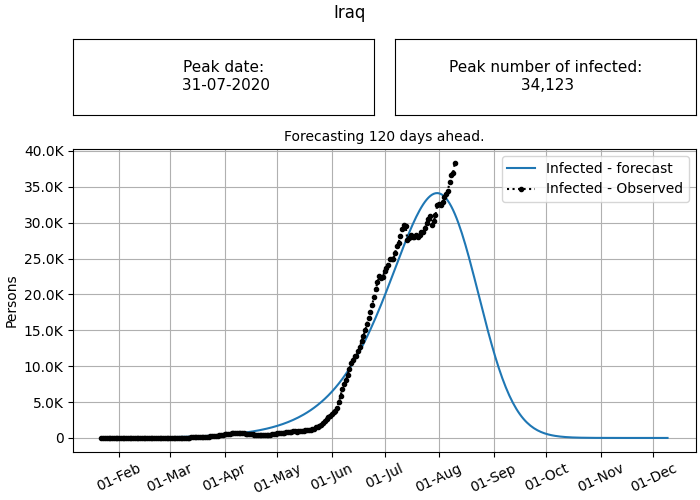 Iraq
Peak date:
31-07-2020
Peak number of infected:
34,123
Forecasting 120 days ahead.
40.0K
35.0K
30.0K
25.0K
20.0K
15.0K
10.0K
5.0K
0
Persons
Infected - forecast
Infected - Observed
01-Feb
01-Mar
01-Apr
01-May
01-Jun
01-Jul
01-Aug
01-Sep
01-Oct
01-Nov
01-Dec